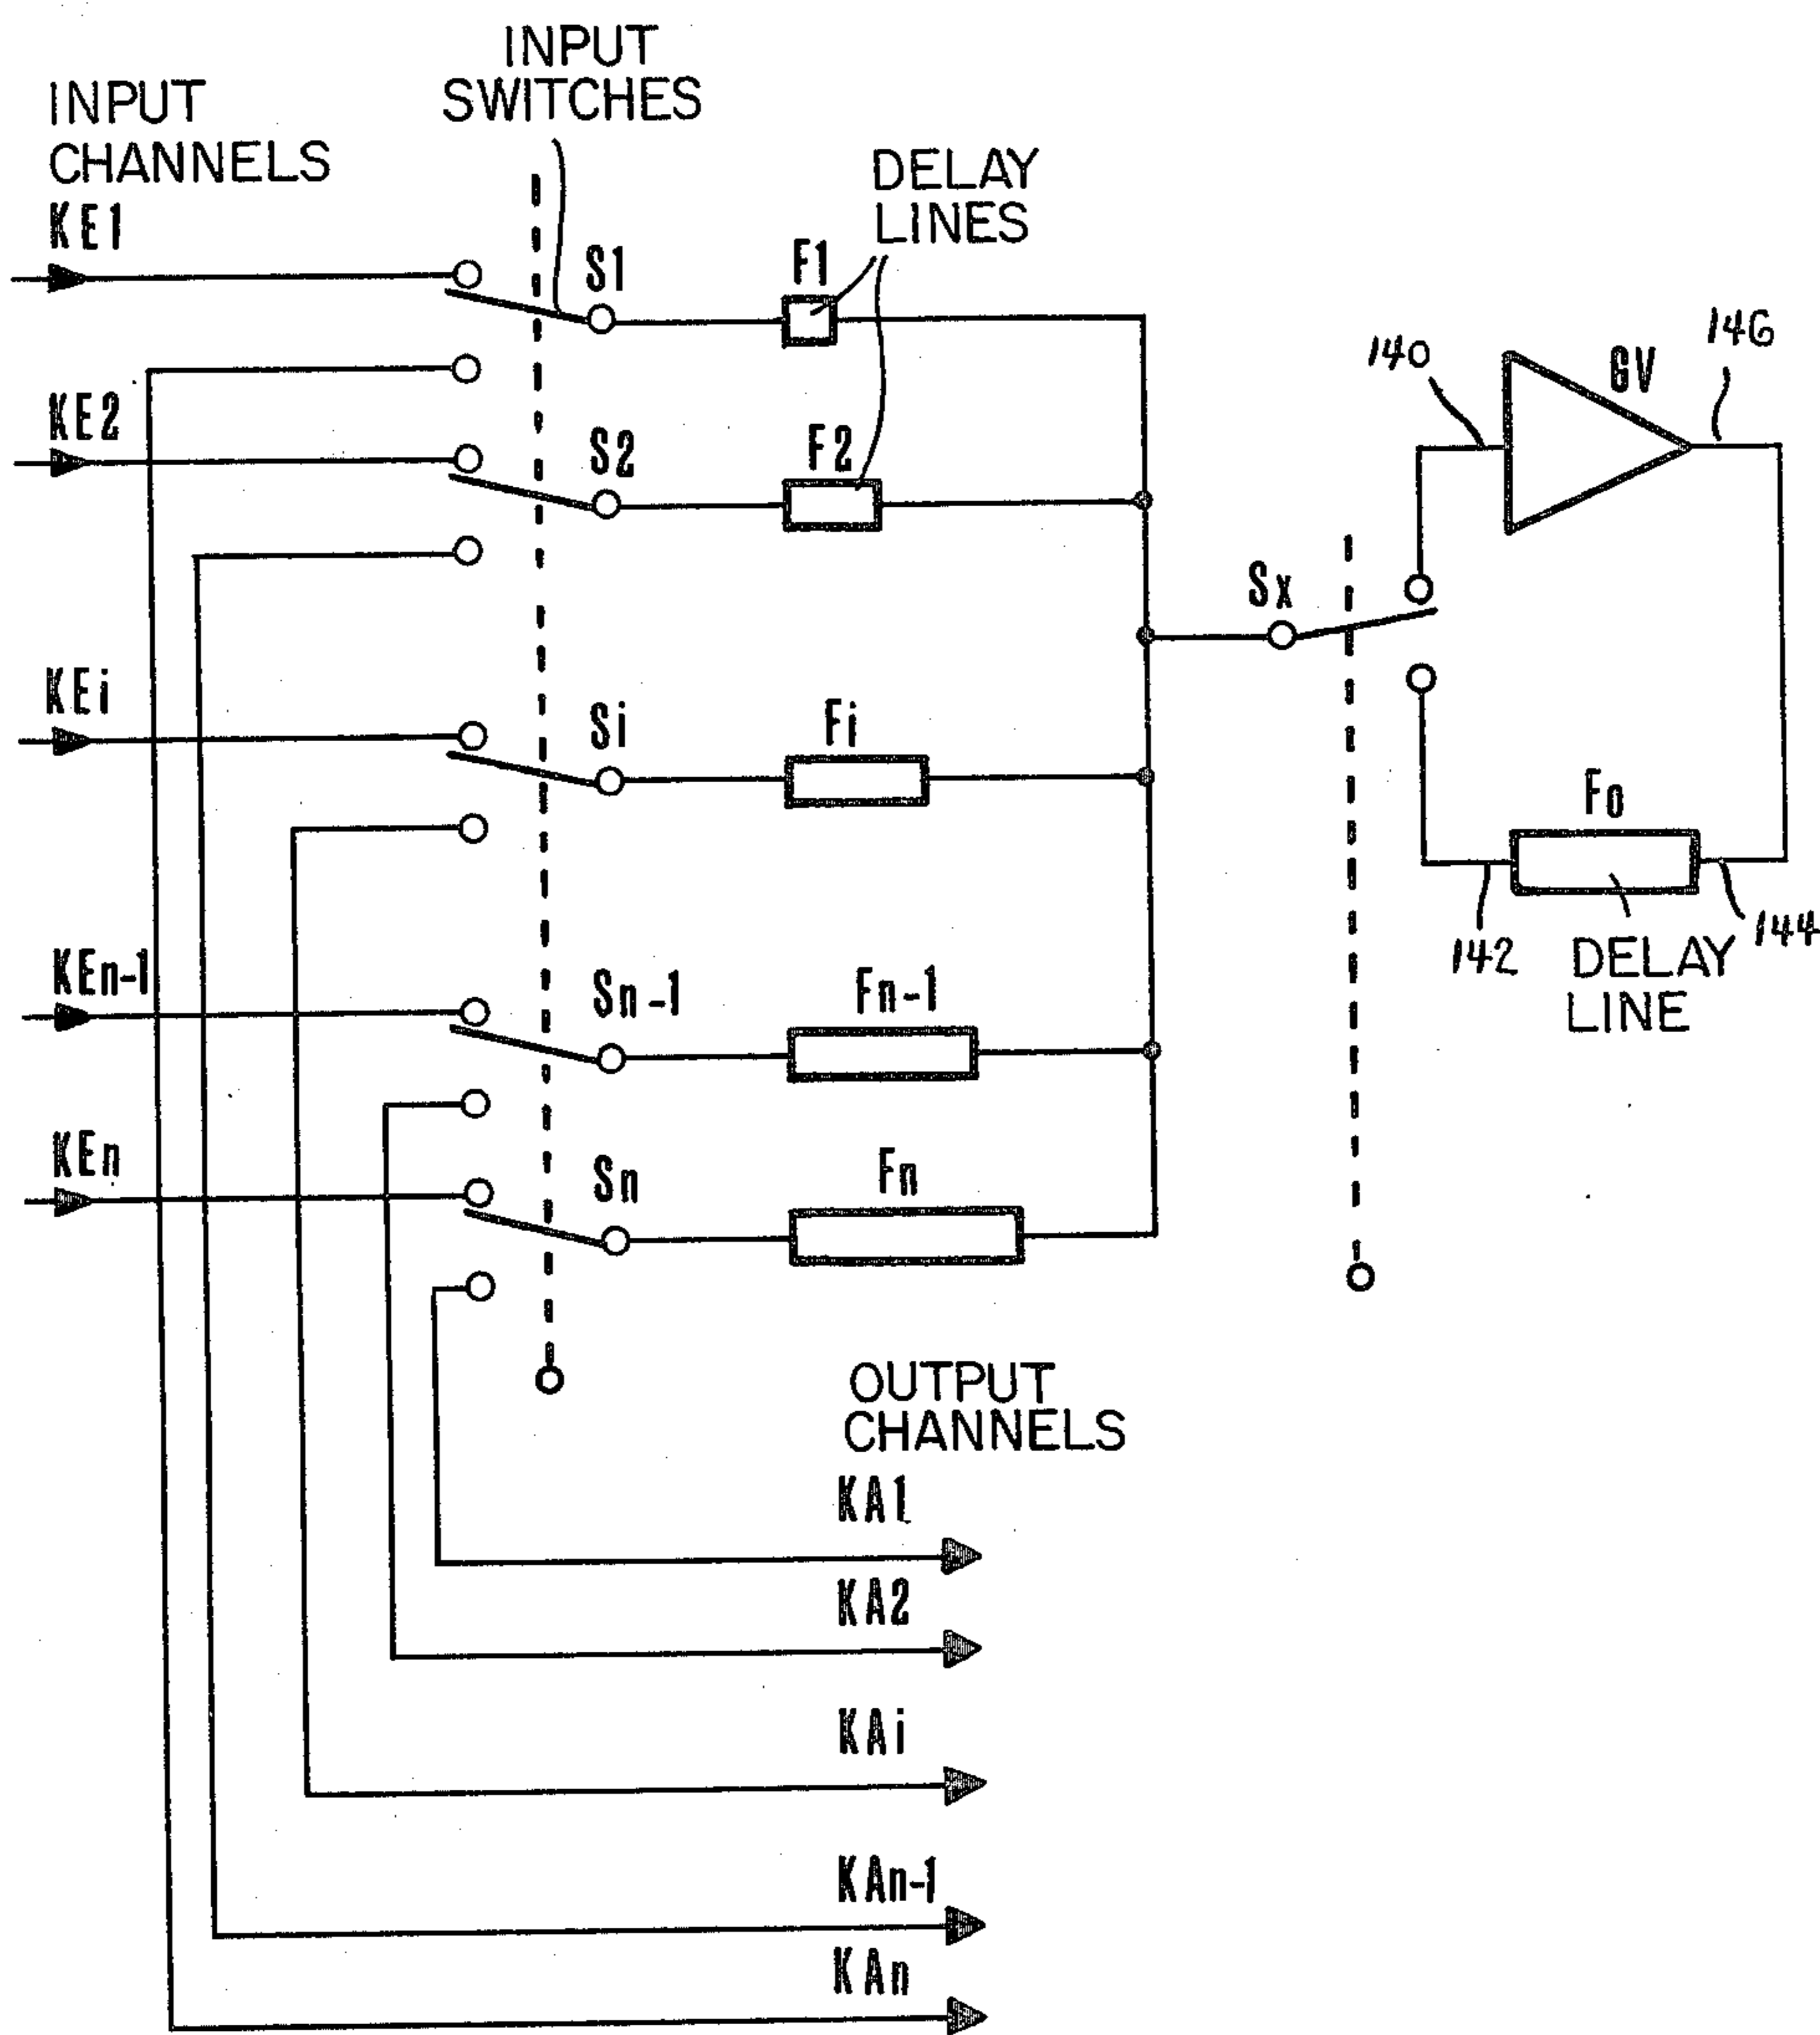 INPUT
SWITCHES
INPUT
CHANNELS
DELAY
LINES
KE1
S1
F1
KE2
S2
F2
140
GV
146
Sx
KEi
Si
Fi
Fo
142
144
DELAY
LINE
KEn-1
Sn-1
Fn-1
KEn
Sn
Fn
OUTPUT
CHANNELS
KA1
KA2
KAi
KAn-1
KAn